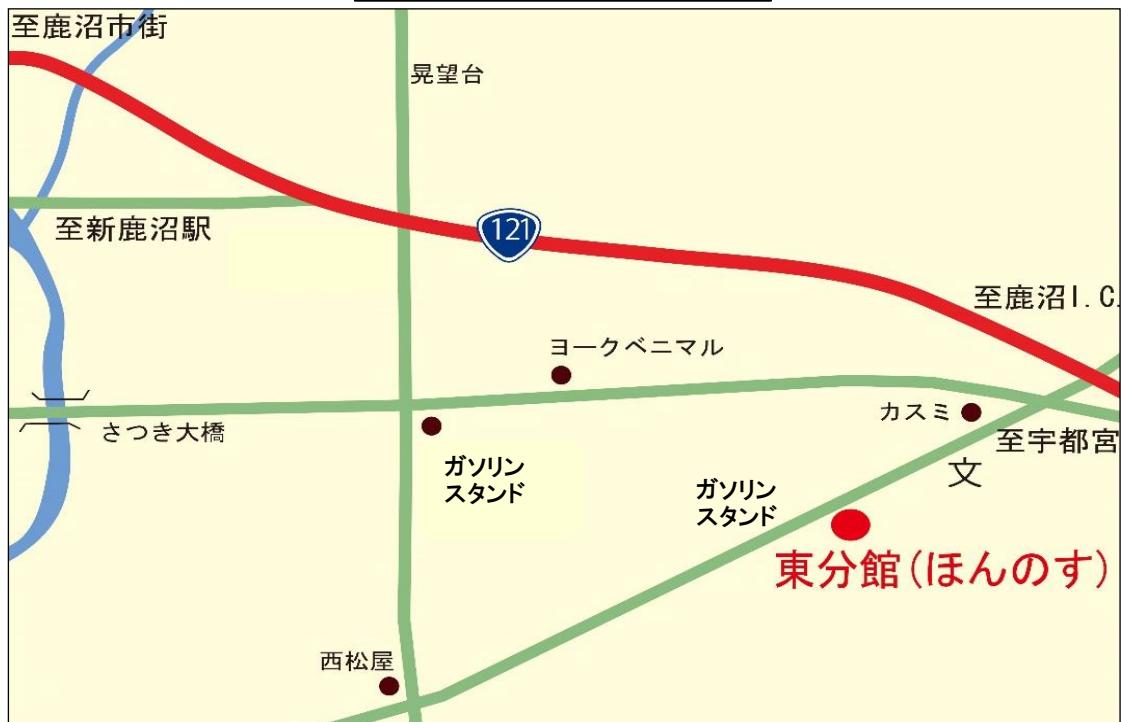 至鹿沼市街
晃望台
至新鹿沼駅
121
至鹿沼I.C.
ヨークベニマル
カスミ
さつき大橋
至宇都宮
ガソリン
スタンド
文
ガソリン
スタンド
東分館(ほんのす)
西松屋